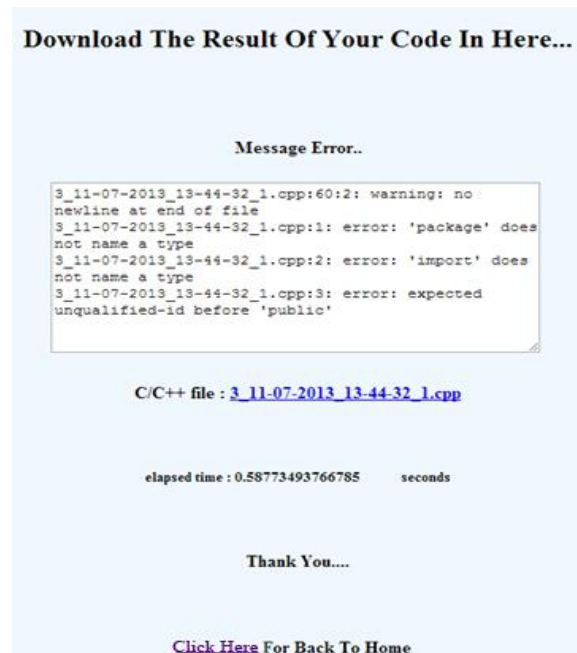 Download The Result Of Your Code In Here...
Message Error..
3_11-07-2013_13-44-32_1.cpp:60:2: warning: no
newline at end of file
3_11-07-2013_13-44-32_1.cpp:1: error: 'package' does
not name a type
3_11-07-2013_13-44-32_1.cpp:2: error: 'import' does
not name a type
3_11-07-2013_13-44-32_1.cpp:3: error: expected
unqualified-id before 'public'
C/C++ file : 3_11-07-2013_13-44-32_1.cpp
elapsed time : 0.58773493766785 seconds
Thank You....
Click Here For Back To Home